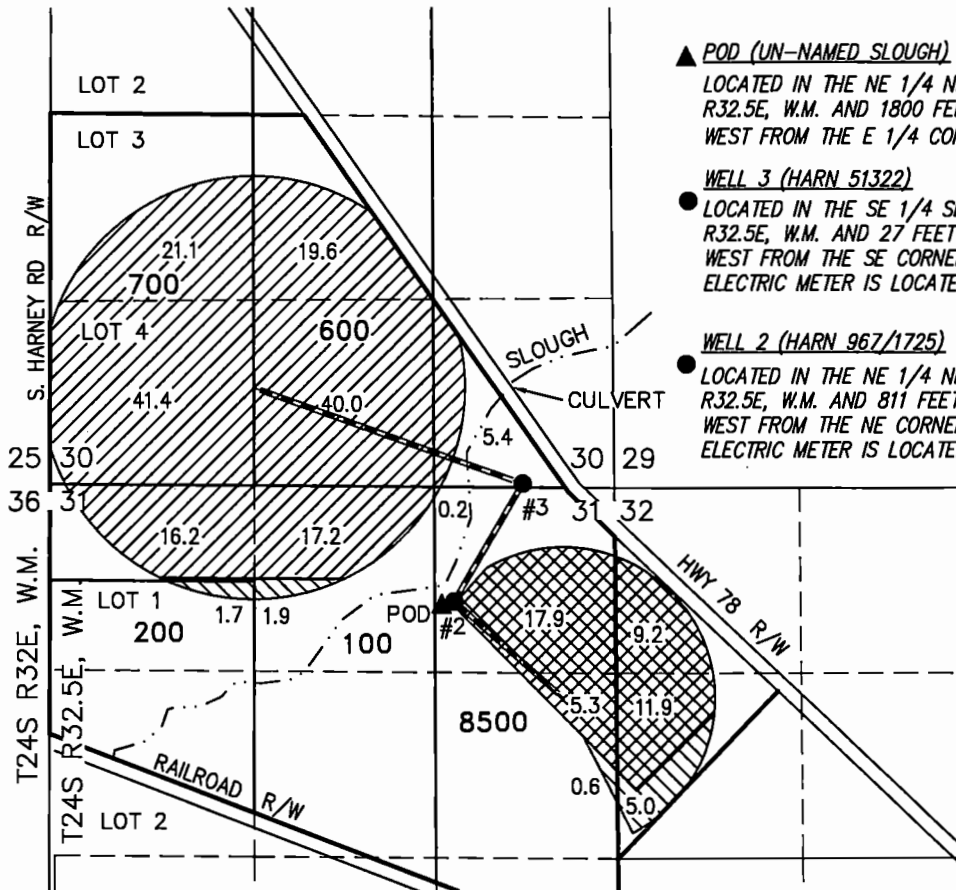 ▲ POD (UN-NAMED SLOUGH)
LOCATED IN THE NE 1/4 N
R32.5E, W.M. AND 1800 FE
WEST FROM THE E 1/4 CO
WELL 3 (HARN 51322)
LOCATED IN THE SE 1/4 S
R32.5E, W.M. AND 27 FEET
WEST FROM THE SE CORNE
ELECTRIC METER IS LOCATE
WELL 2 (HARN 967/1725)
LOCATED IN THE NE 1/4 N
R32.5E, W.M. AND 811 FEET
WEST FROM THE NE CORNE
ELECTRIC METER IS LOCATE
LOT 2
LOT 3
S. HARNEY RD R/W
21.1
19.6
700
600
LOT 4
41.4
40.0
SLOUGH
CULVERT
5.4
25
30
30
29
36
31
31
32
0.2
#3
16.2
17.2
HWY 78 R/W
LOT 1
1.7
1.9
POD
#2
17.9
9.2
200
100
5.3
11.9
8500
T24S R32E, W.M.
T24S R32.5E, W.M.
RAILROAD R/W
0.6
5.0
LOT 2